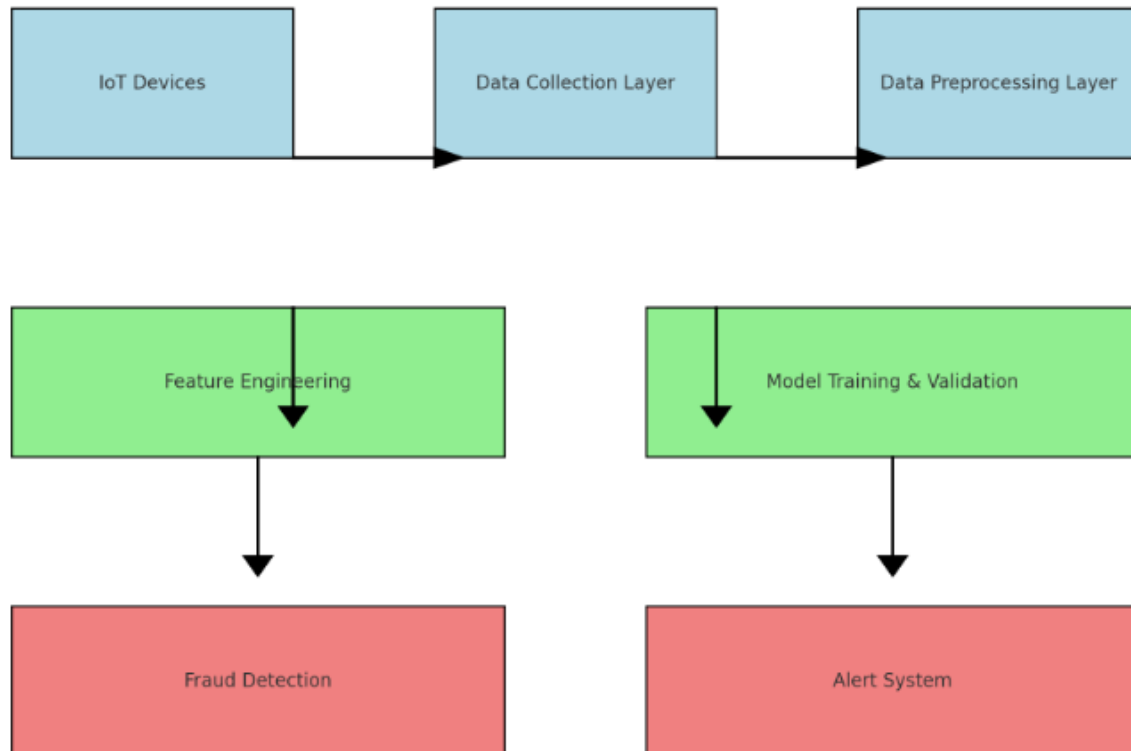 IoT Devices
Data Collection Layer
Data Preprocessing Layer
Feature Engineering
Model Training & Validation
Fraud Detection
Alert System